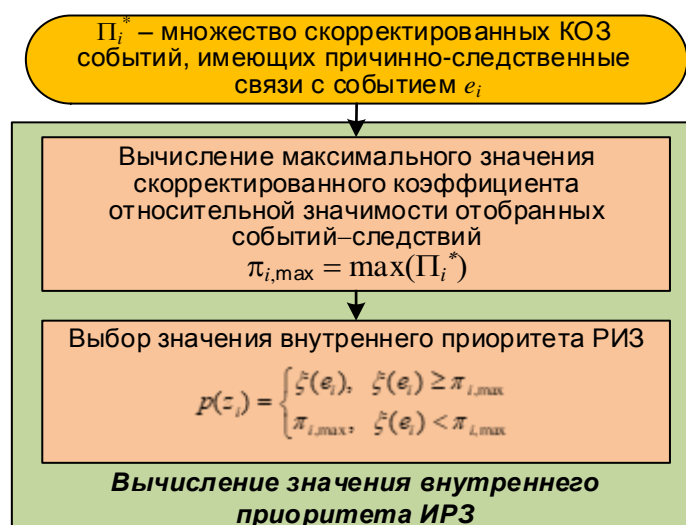 Πᵢ* – множество скорректированных КОЗ
событий, имеющих причинно-следственные
связи с событием eᵢ
Вычисление максимального значения
скорректированного коэффициента
относительной значимости отобранных
событий–следствий
πᵢ,max = max(Πᵢ*)
Выбор значения внутреннего приоритета РИЗ
p(zᵢ) = { ξ(eᵢ), ξ(eᵢ) ≥ πᵢ,max
πᵢ,max, ξ(eᵢ) < πᵢ,max
Вычисление значения внутреннего
приоритета ИРЗ